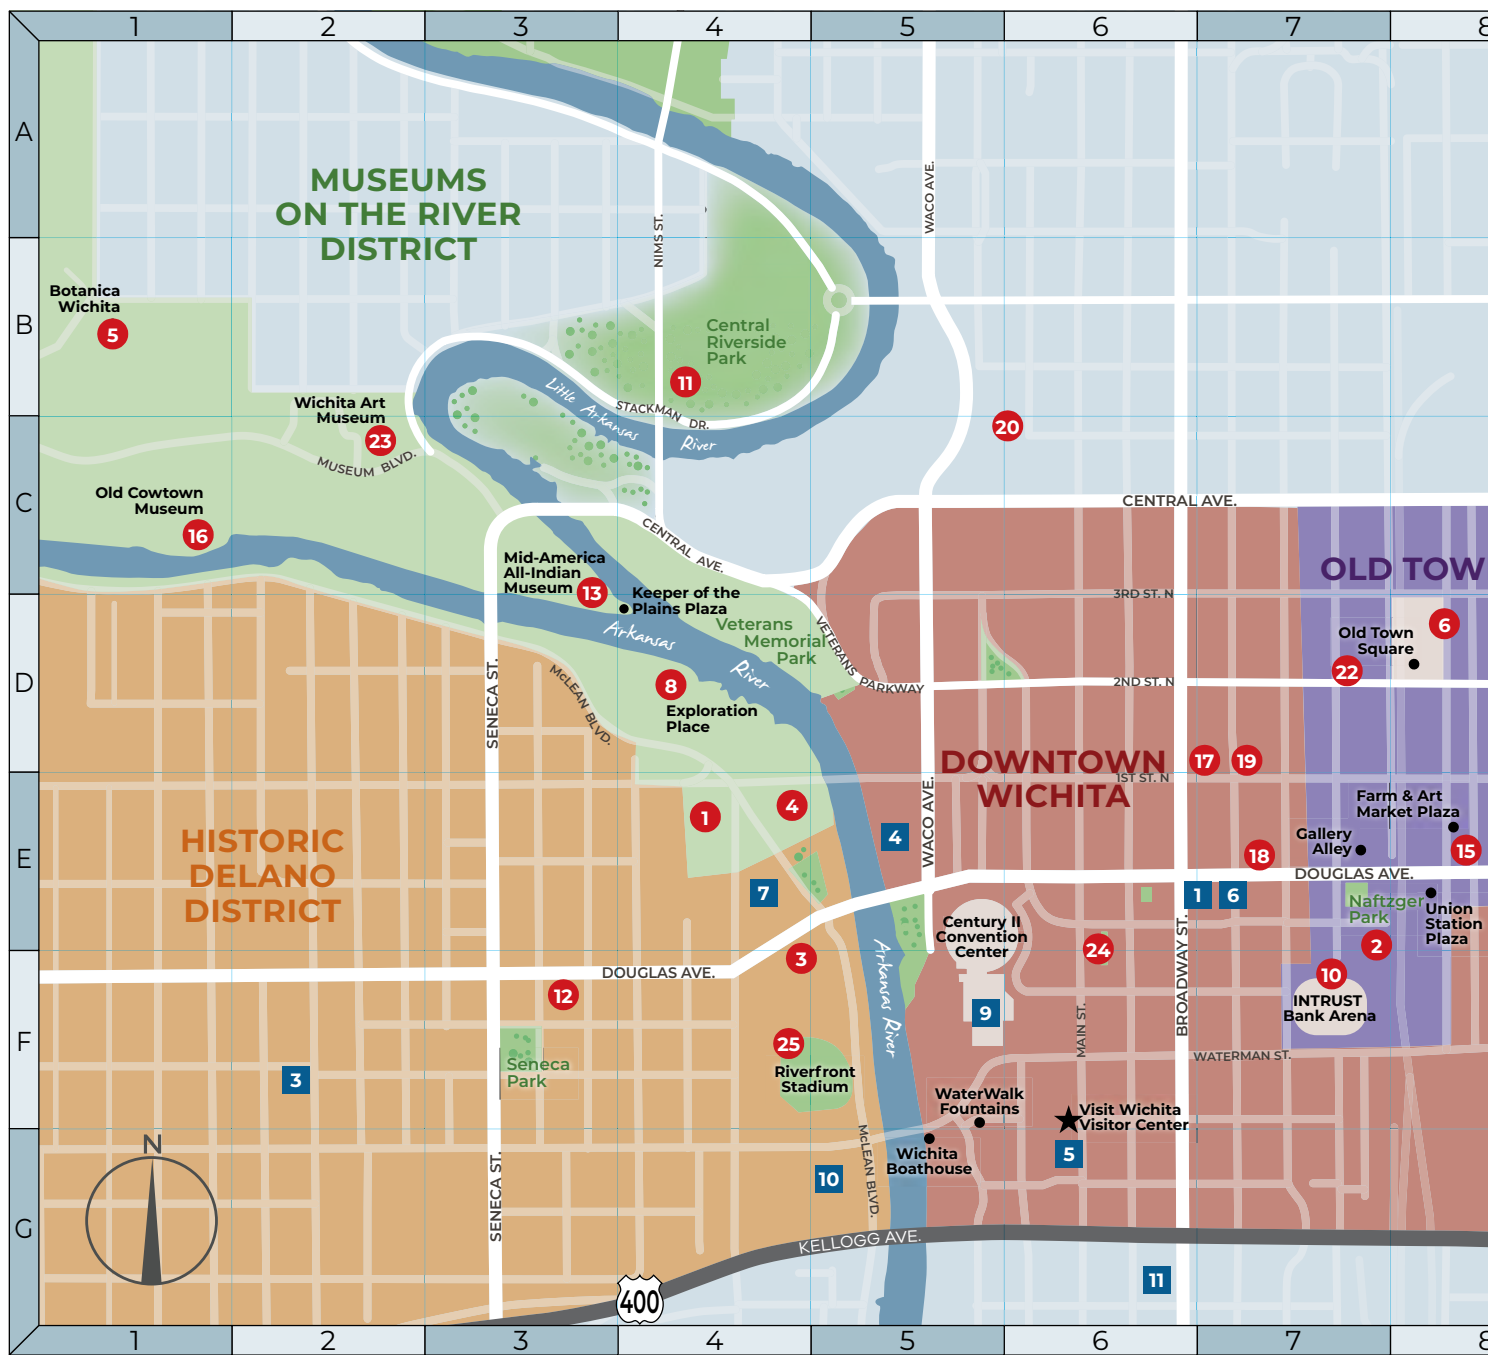 1 2 3 4 5 6 7 8
A
MUSEUMS
ON THE RIVER
DISTRICT
NIMS ST.
WACO AVE.
B
Botanica
Wichita
5
Central
Riverside
Park
11
Wichita Art
Museum
23
MUSEUM BLVD.
Little Arkansas River
STACKMAN DR.
20
C
Old Cowtown
Museum
16
CENTRAL AVE.
CENTRAL AVE.
OLD TOW
Mid-America
All-Indian
Museum
13
Keeper of the
Plains Plaza
3RD ST. N
D
Arkansas River
Veterans
Memorial
Park
VETERANS PARKWAY
6
Old Town
Square
22
2ND ST. N
SENECA ST.
McLEAN BLVD.
8
Exploration
Place
DOWNTOWN
WICHITA
17
19
1ST ST. N
E
HISTORIC
DELANO
DISTRICT
1
4
4
WACO AVE.
Farm & Art
Market Plaza
Gallery
Alley
15
18
DOUGLAS AVE.
7
1
6
Naftzger
Park
Union
Station
Plaza
Century II
Convention
Center
24
2
3
Arkansas River
DOUGLAS AVE.
12
10
INTRUST
Bank Arena
BROADWAY ST.
F
9
MAIN ST.
WATERMAN ST.
25
Riverfront
Stadium
Seneca
Park
3
WaterWalk
Fountains
Visit Wichita
Visitor Center
N
McLEAN BLVD.
Wichita
Boathouse
5
SENECA ST.
10
G
KELLOGG AVE.
11
400
1 2 3 4 5 6 7 8